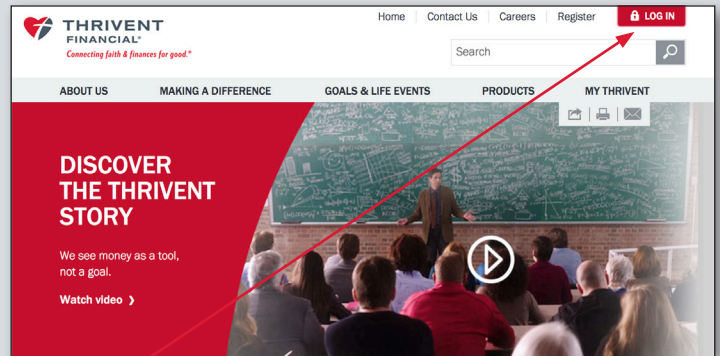 THRIVENT
FINANCIAL®
Connecting faith & finances for good.®
Home
Contact Us
Careers
Register
LOG IN
Search
ABOUT US
MAKING A DIFFERENCE
GOALS & LIFE EVENTS
PRODUCTS
MY THRIVENT
DISCOVER
THE THRIVENT
STORY
We see money as a tool,
not a goal.
Watch video ❯